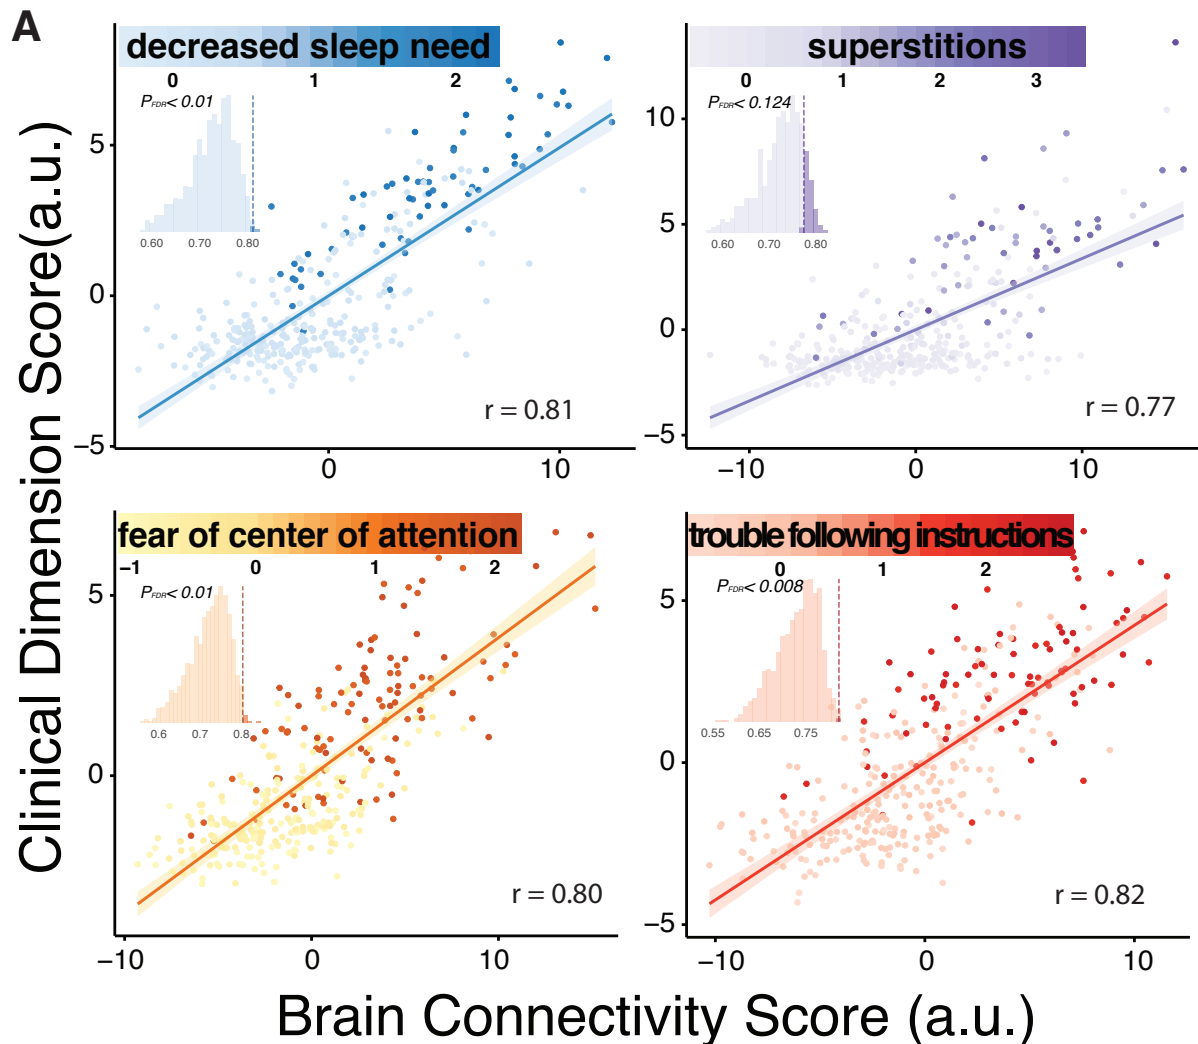 A
Clinical Dimension Score(a.u.)
decreased sleep need
0 1 2
P FDR < 0.01
0.60 0.70 0.80
5
0
−5
0 10
r = 0.81
superstitions
0 1 2 3
P FDR < 0.124
0.60 0.70 0.80
10
5
0
−5
−10 0 10
r = 0.77
fear of center of attention
−1 0 1 2
P FDR < 0.01
0.6 0.7 0.8
5
0
−10 0 10
r = 0.80
trouble following instructions
0 1 2
P FDR < 0.008
0.55 0.65 0.75
5
0
−5
−10 0 10
r = 0.82
Brain Connectivity Score (a.u.)